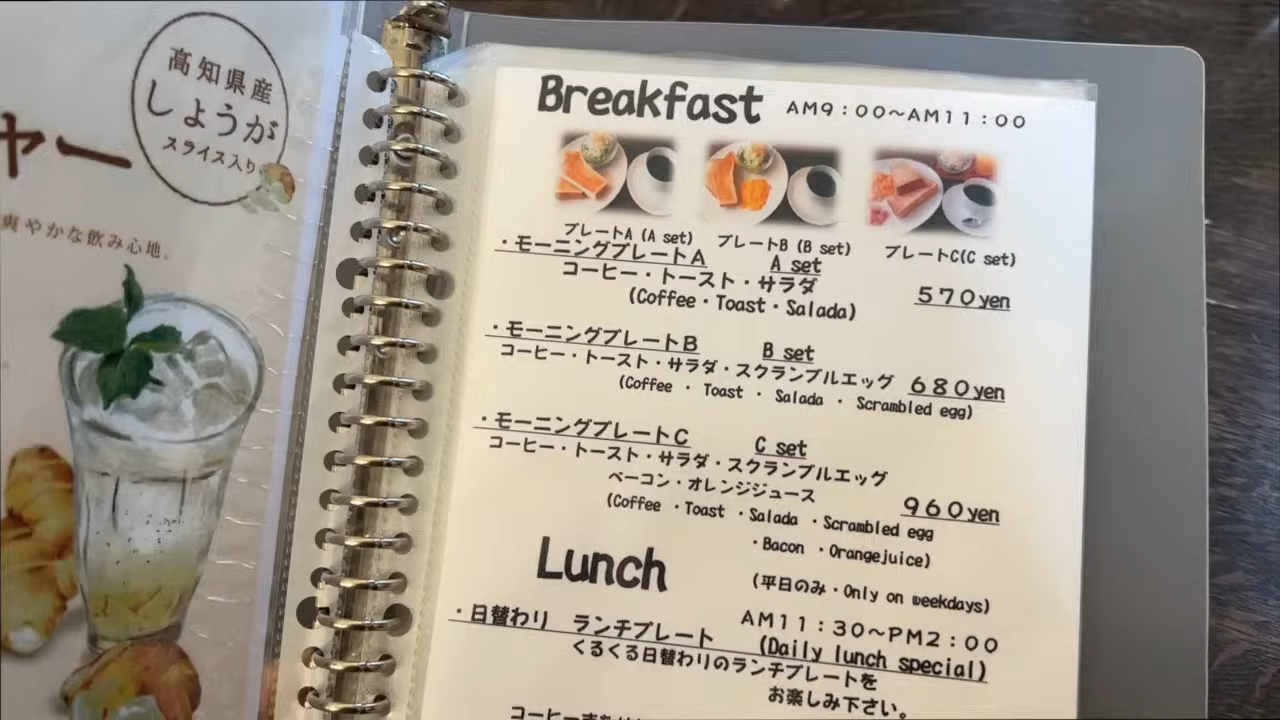 高知県産
しょうが
スライス入り
ャー
爽やかな飲み心地。
Breakfast AM9:00～AM11:00
プレートA (A set) プレートB (B set) プレートC(C set)
・モーニングプレートA A set
コーヒー・トースト・サラダ 570yen
(Coffee・Toast・Salada)
・モーニングプレートB B set
コーヒー・トースト・サラダ・スクランブルエッグ 680yen
(Coffee ・ Toast ・ Salada ・ Scrambled egg)
・モーニングプレートC C set
コーヒー・トースト・サラダ・スクランブルエッグ
ベーコン・オレンジジュース 960yen
(Coffee ・Toast ・Salada ・Scrambled egg
・Bacon ・Orangejuice)
Lunch (平日のみ・Only on weekdays)
AM11:30～PM2:00
・日替わり ランチプレート (Daily lunch special)
くるくる日替わりのランチプレートを
お楽しみ下さい。
コーヒー